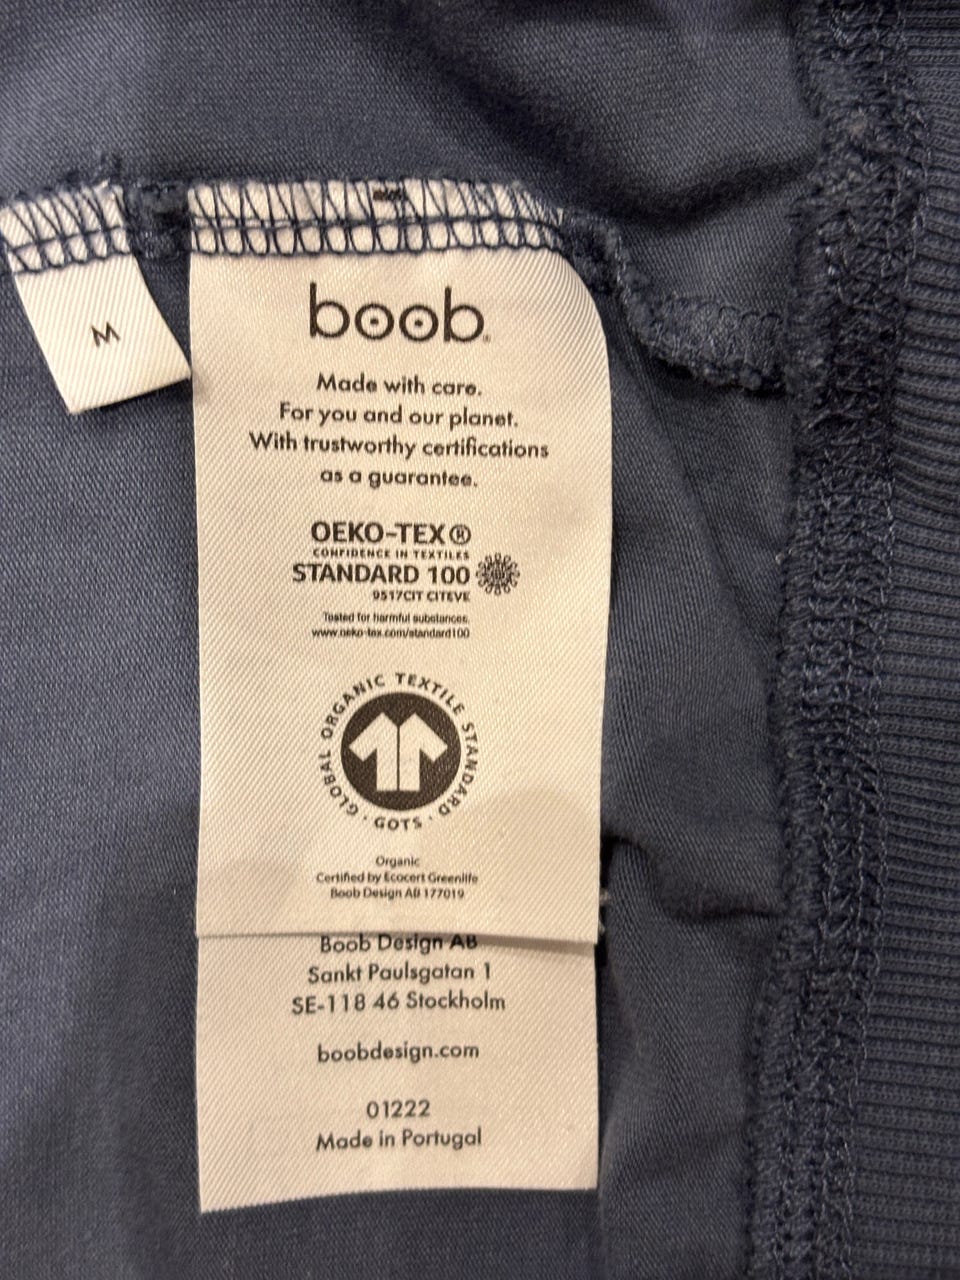 M
boob®
Made with care.
For you and our planet.
With trustworthy certifications
as a guarantee.
OEKO-TEX®
CONFIDENCE IN TEXTILES
STANDARD 100
9517CIT CITEVE
Tested for harmful substances.
www.oeko-tex.com/standard100
GLOBAL ORGANIC TEXTILE STANDARD · GOTS ·
Organic
Certified by Ecocert Greenlife
Boob Design AB 177019
Boob Design AB
Sankt Paulsgatan 1
SE-118 46 Stockholm
boobdesign.com
01222
Made in Portugal